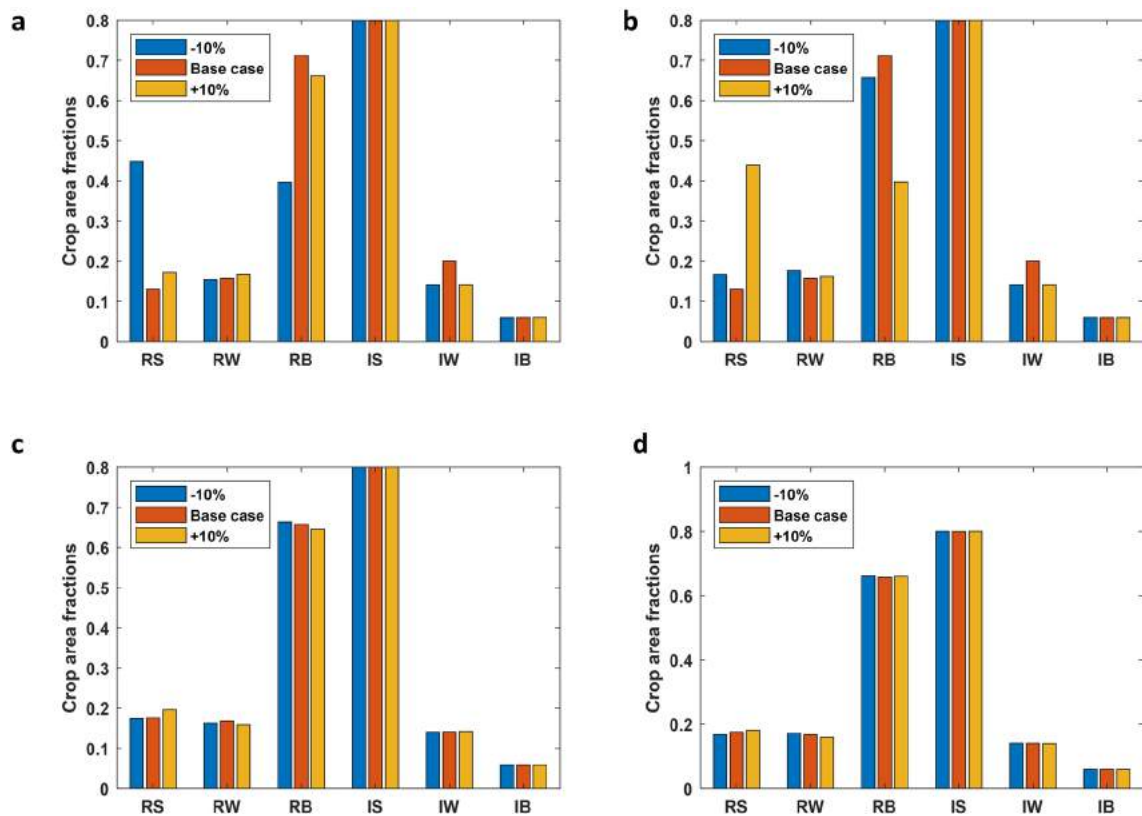 a
Crop area fractions
0.8
0.7
0.6
0.5
0.4
0.3
0.2
0.1
0
-10%
Base case
+10%
RS RW RB IS IW IB
b
Crop area fractions
0.8
0.7
0.6
0.5
0.4
0.3
0.2
0.1
0
-10%
Base case
+10%
RS RW RB IS IW IB
c
Crop area fractions
0.8
0.7
0.6
0.5
0.4
0.3
0.2
0.1
0
-10%
Base case
+10%
RS RW RB IS IW IB
d
Crop area fractions
1
0.8
0.6
0.4
0.2
0
-10%
Base case
+10%
RS RW RB IS IW IB